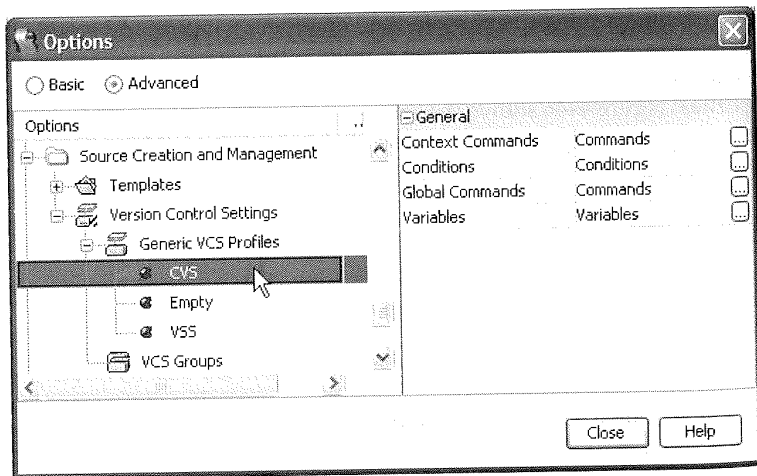 Options
Basic Advanced
Options
Source Creation and Management
Templates
Version Control Settings
Generic VCS Profiles
CVS
Empty
VSS
VCS Groups
General
Context Commands Commands ...
Conditions Conditions ...
Global Commands Commands ...
Variables Variables ...
Close Help